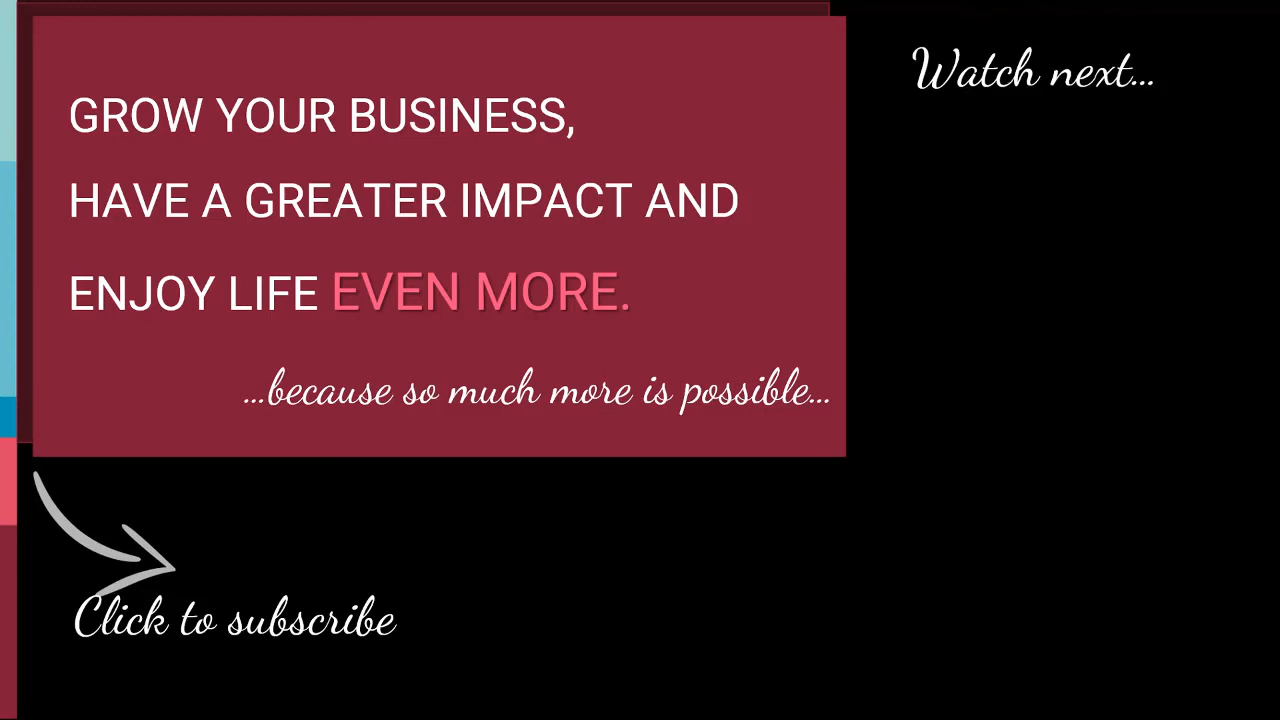 GROW YOUR BUSINESS,
HAVE A GREATER IMPACT AND
ENJOY LIFE EVEN MORE.
...because so much more is possible...
Watch next...
Click to subscribe